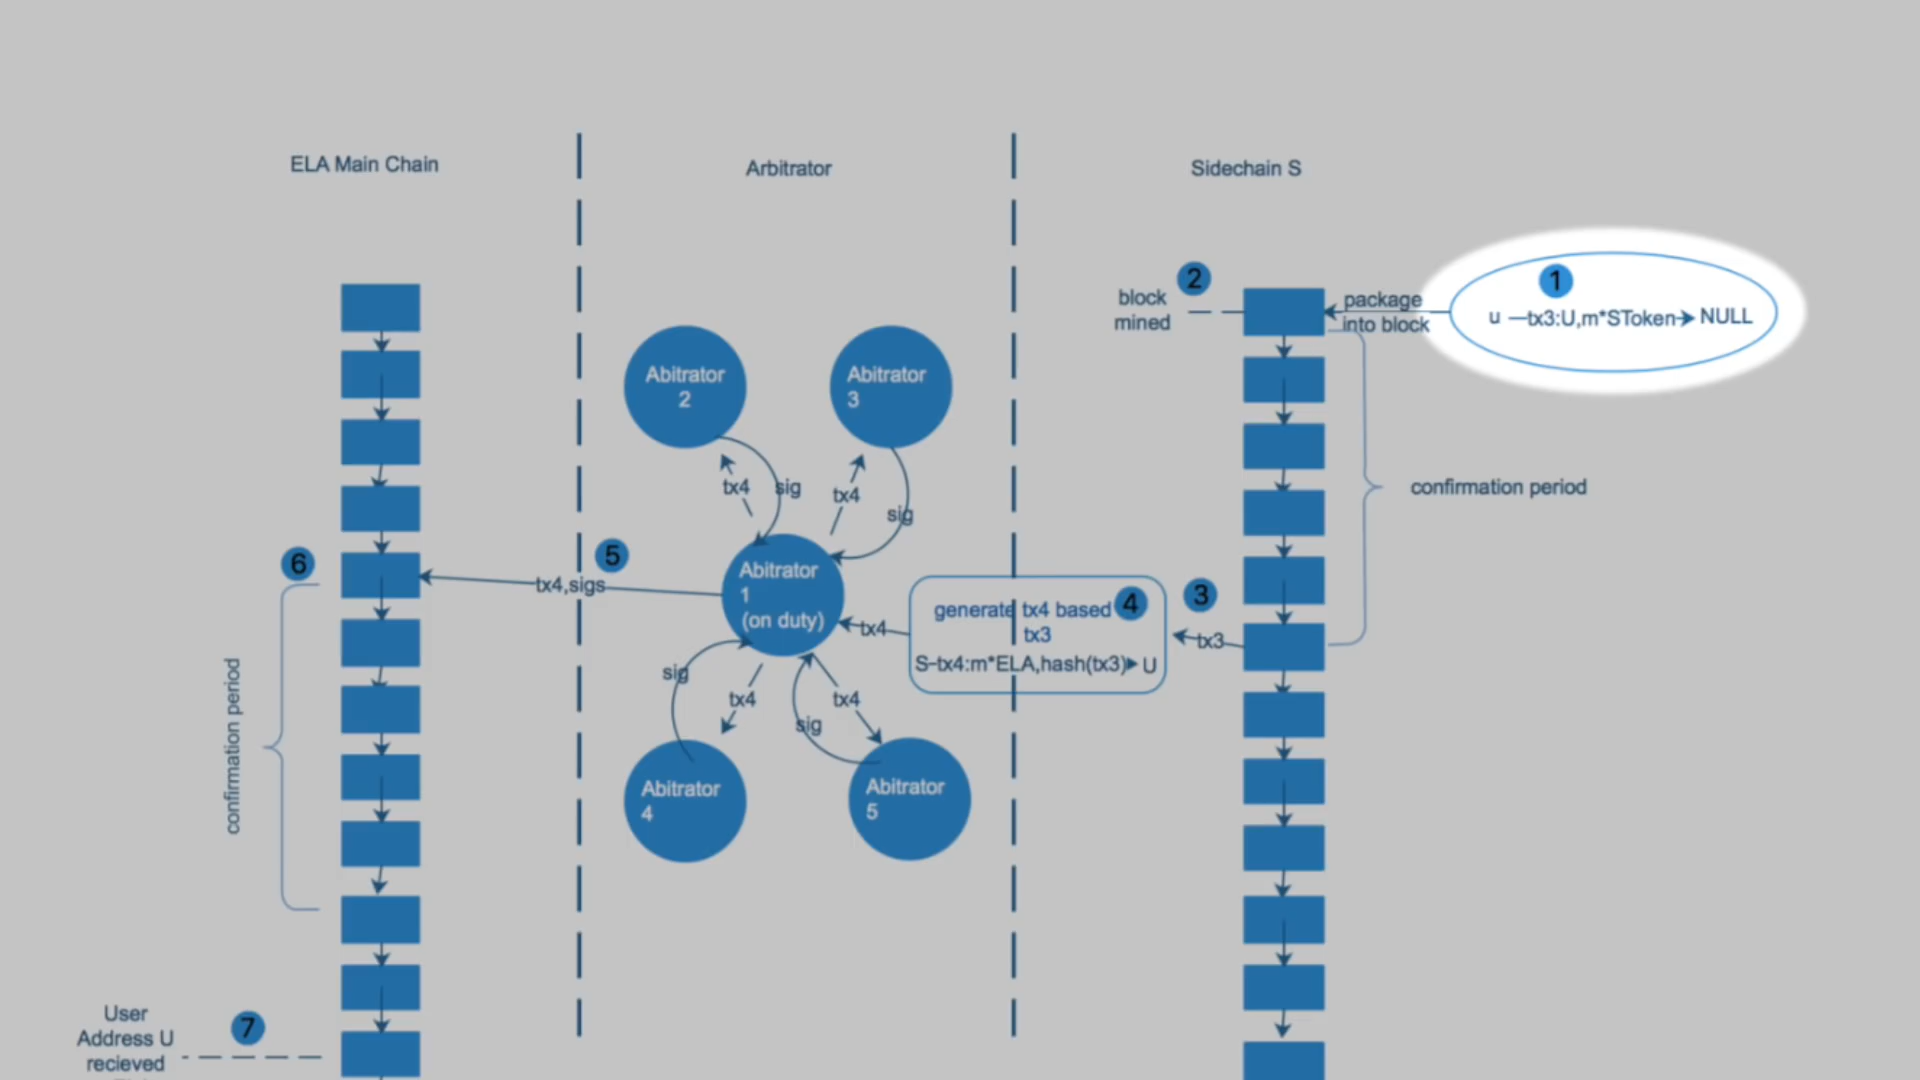 ELA Main Chain
Arbitrator
Sidechain S
1
u tx3:U,m*SToken NULL
2
block
mined
package
into block
confirmation period
Abitrator
2
Abitrator
3
tx4
sig
tx4
sig
6
confirmation period
5
tx4,sigs
Abitrator
1
(on duty)
tx4
generate tx4 based
tx3
S-tx4:m*ELA,hash(tx3) U
4
3
tx3
sig
tx4
sig
tx4
Abitrator
4
Abitrator
5
7
User
Address U
recieved